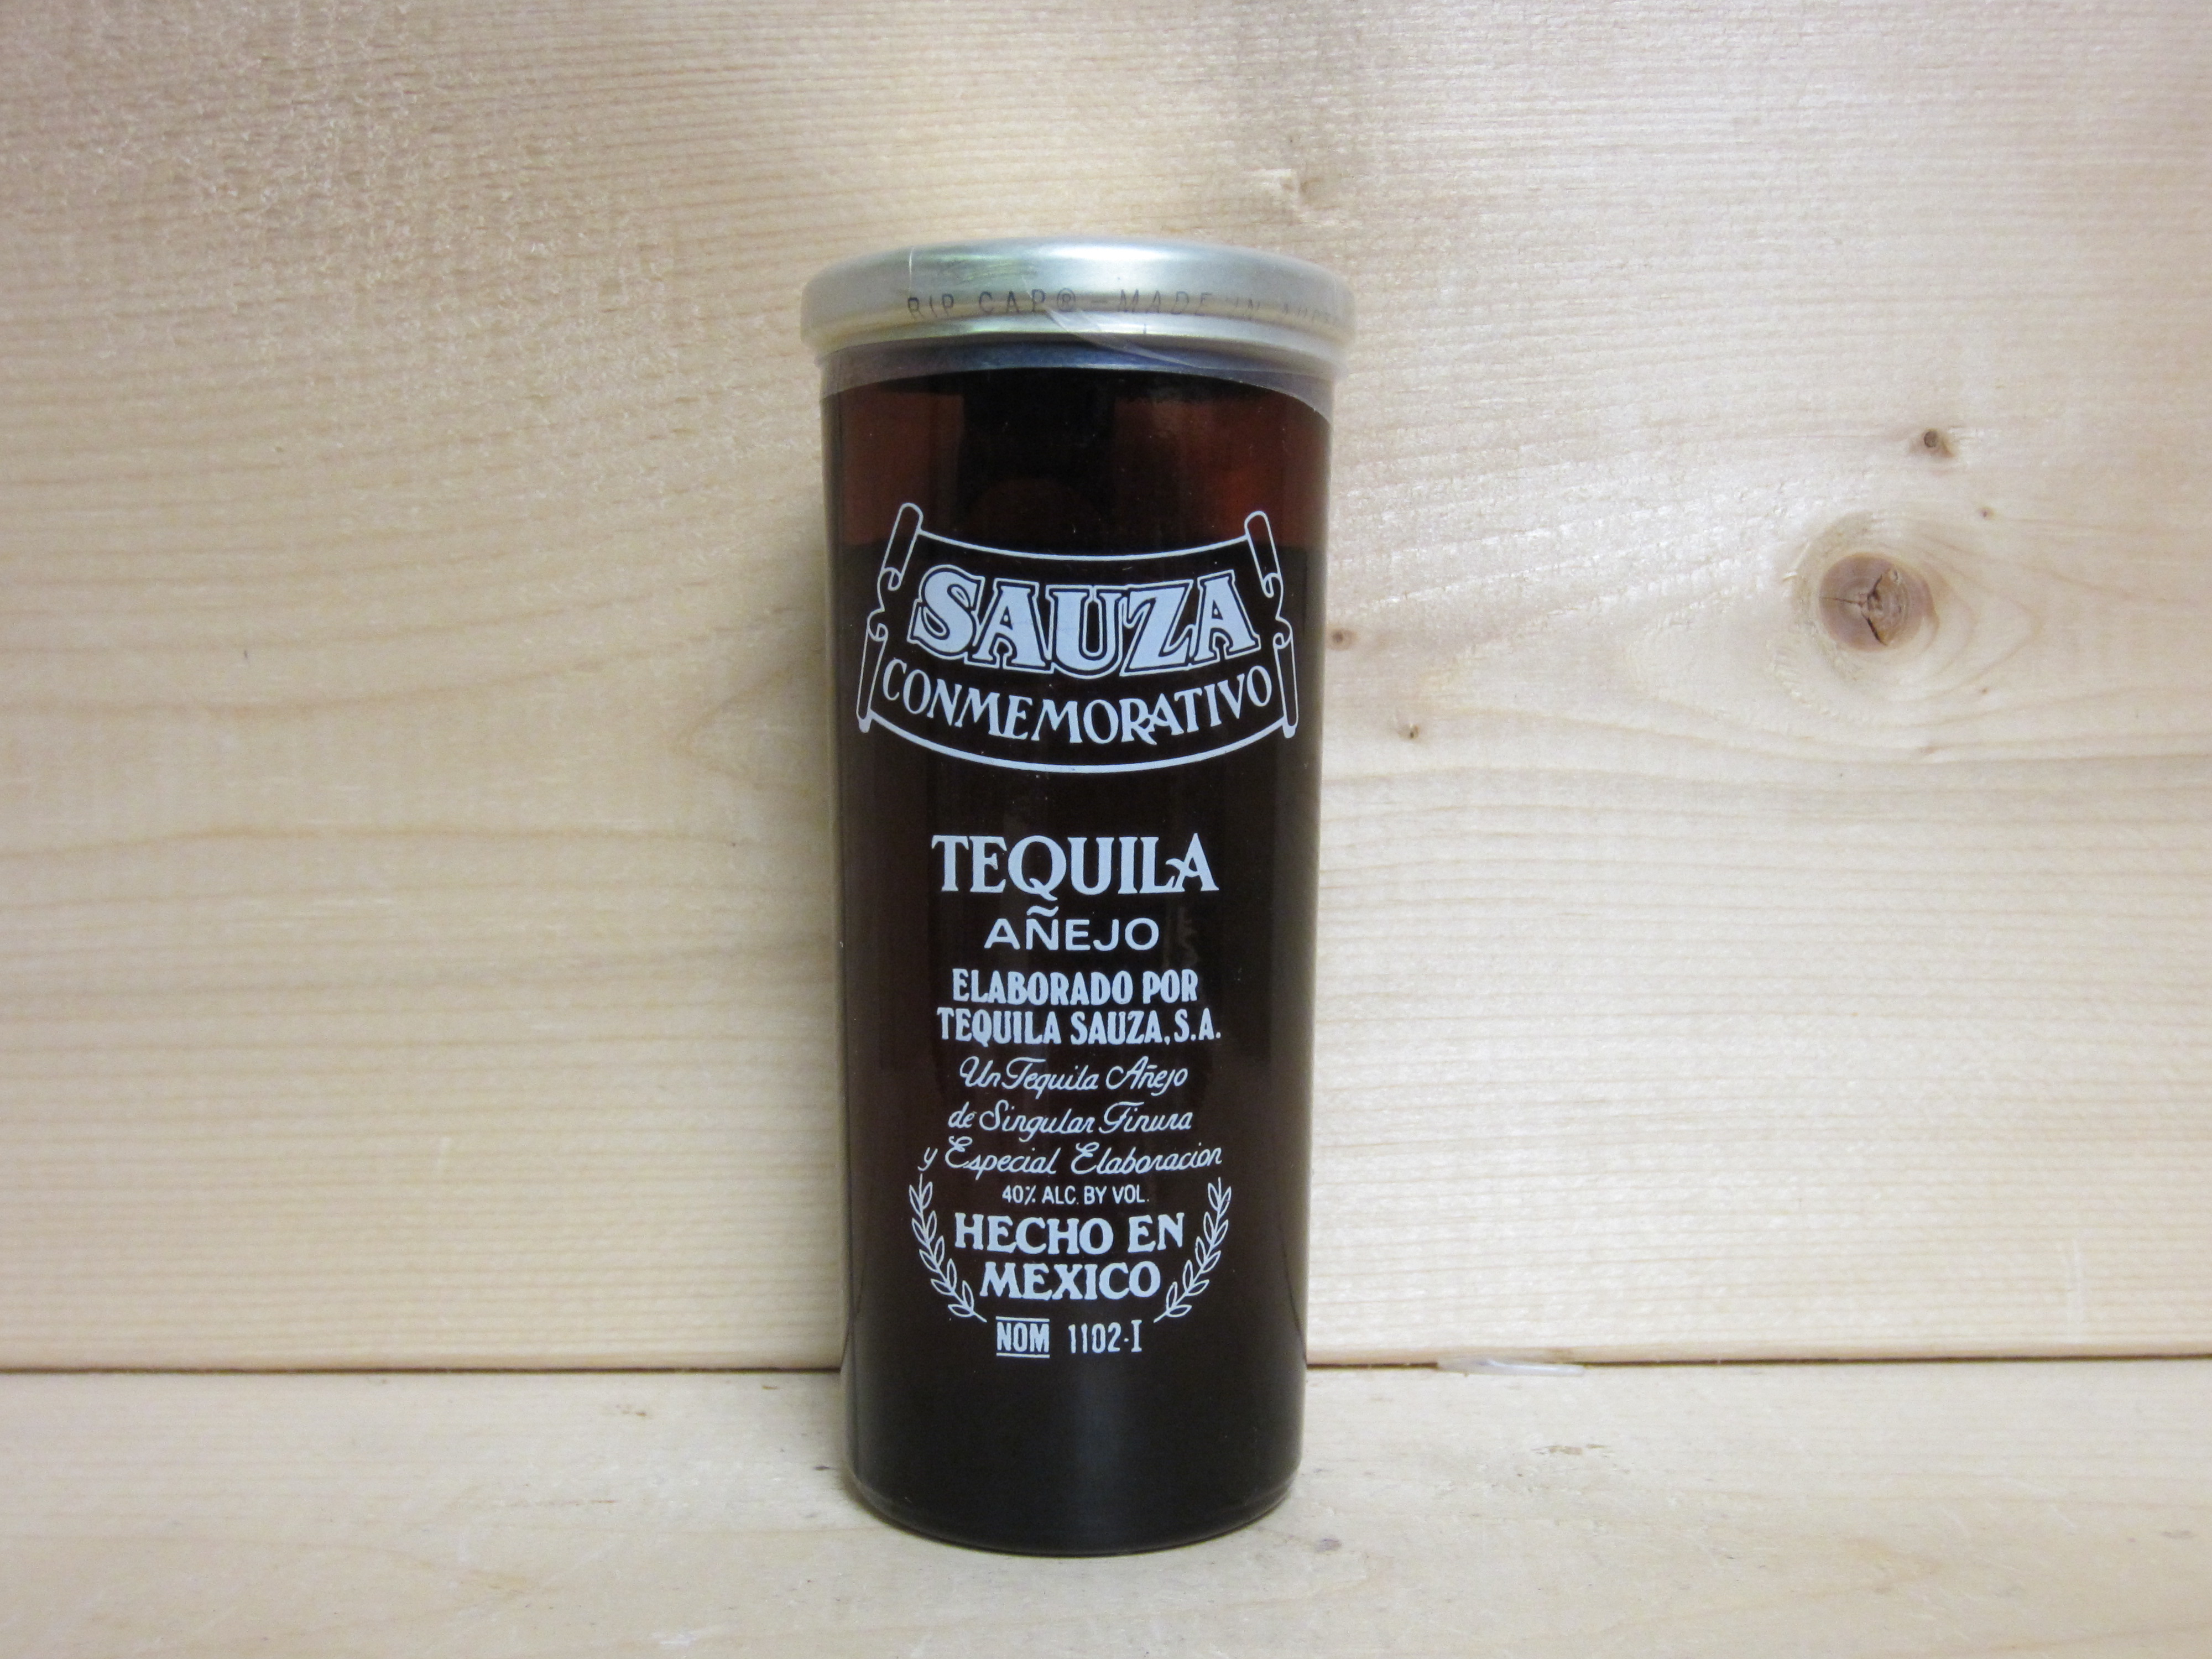 RIP CAP® - MADE IN
SAUZA
CONMEMORATIVO
TEQUILA
AÑEJO
ELABORADO POR
TEQUILA SAUZA, S.A.
Un Tequila Añejo
de Singular Finura
y Especial Elaboracion
40% ALC. BY VOL.
HECHO EN
MEXICO
NOM 1102-I